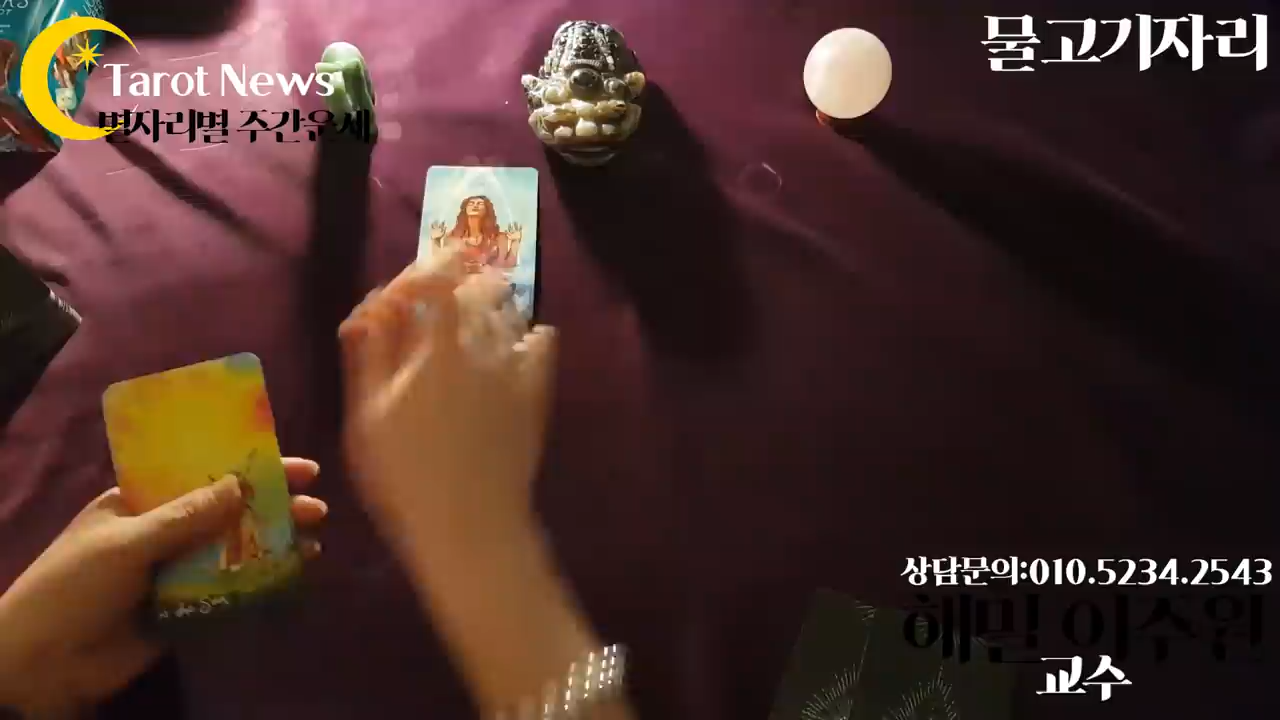 Tarot News
별자리별 주간운세
물고기자리
상담문의:010.5234.2543
혜민 이주원
교수